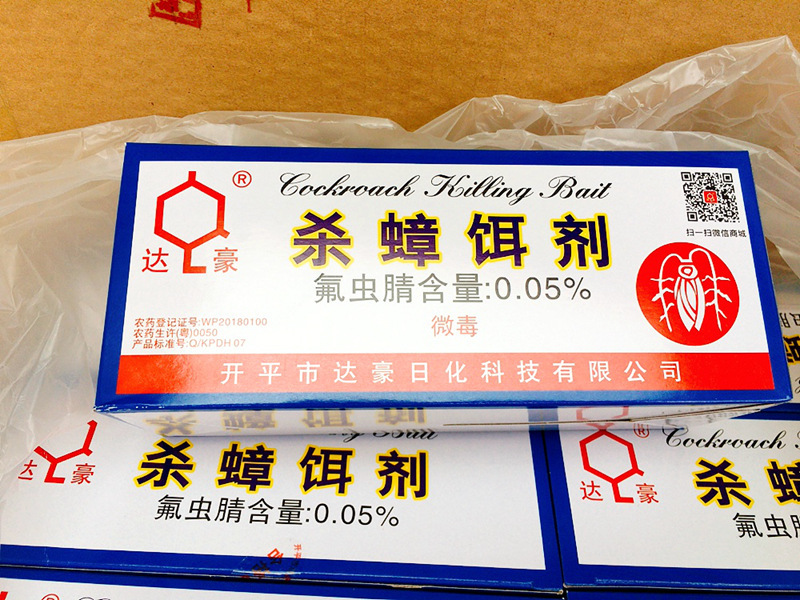 ®
Cockroach Killing Bait
达 豪
杀蟑饵剂
扫一扫微信商城
氟虫腈含量:0.05%
微毒
农药登记证号:WP20180100
农药生许(粤)0050
产品标准号:Q/KPDH 07
开平市达豪日化科技有限公司
达 豪
杀蟑饵剂
氟虫腈含量:0.05%
®
Cockroach
达 豪
杀蟑
氟虫